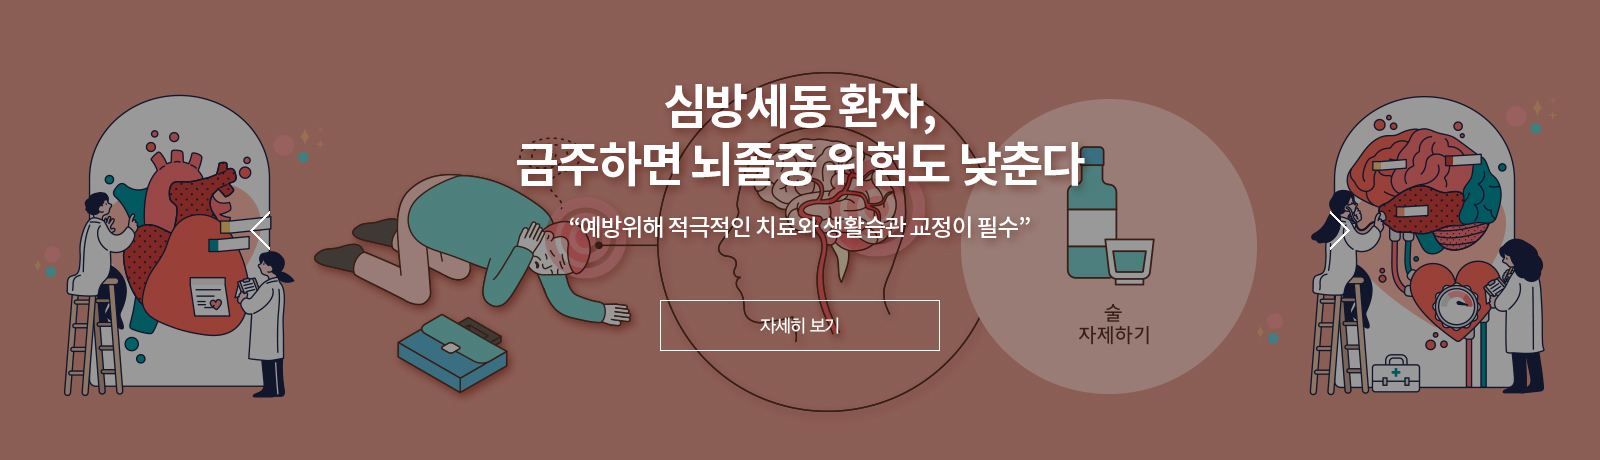 심방세동 환자,
금주하면 뇌졸중 위험도 낮춘다
“예방위해 적극적인 치료와 생활습관 교정이 필수”
자세히 보기
술
자제하기